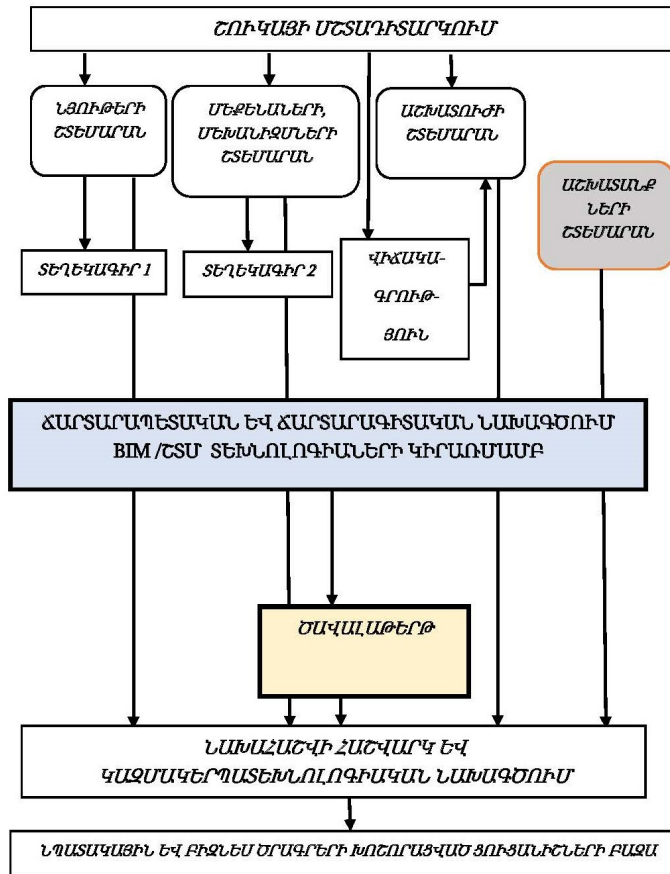 ՇՈՒԿԱՅԻ ՄՇՏԱԴԻՏԱՐԿՈՒՄ
ՆՅՈՒԹԵՐԻ
ՇՏԵՄԱՐԱՆ
ՄԵՔԵՆԱՆԵՐԻ,
ՄԵԽԱՆԻԶՄՆԵՐԻ
ՇՏԵՄԱՐԱՆ
ԱՇԽԱՏՈՒԺԻ
ՇՏԵՄԱՐԱՆ
ԱՇԽԱՏԱՆՔ
ՆԵՐԻ
ՇՏԵՄԱՐԱՆ
ՏԵՂԵԿԱԳԻՐ 1
ՏԵՂԵԿԱԳԻՐ 2
ՎԻՃԱԿԱ-
ԳՐՈՒԹ-
ՅՈՒՆ
ՃԱՐՏԱՐԱՊԵՏԱԿԱՆ ԵՎ ՃԱՐՏԱՐԱԳԻՏԱԿԱՆ ՆԱԽԱԳԾՈՒՄ
BIM /ՇՏՄ ՏԵԽՆՈԼՈԳԻԱՆԵՐԻ ԿԻՐԱՌՄԱՄԲ
ԾԱՎԱԼԱԹԵՐԹ
ՆԱԽԱՀԱՇՎԻ ՀԱՇՎԱՐԿ ԵՎ
ԿԱԶՄԱԿԵՐՊԱՏԵԽՆՈԼՈԳԻԱԿԱՆ ՆԱԽԱԳԾՈՒՄ
ՆՊԱՏԱԿԱՅԻՆ ԵՎ ԲԻԶՆԵՍ ԾՐԱԳՐԵՐԻ ԽՈՇՈՐԱՑՎԱԾ ՑՈՒՑԱՆԻՇՆԵՐԻ ԲԱԶԱ